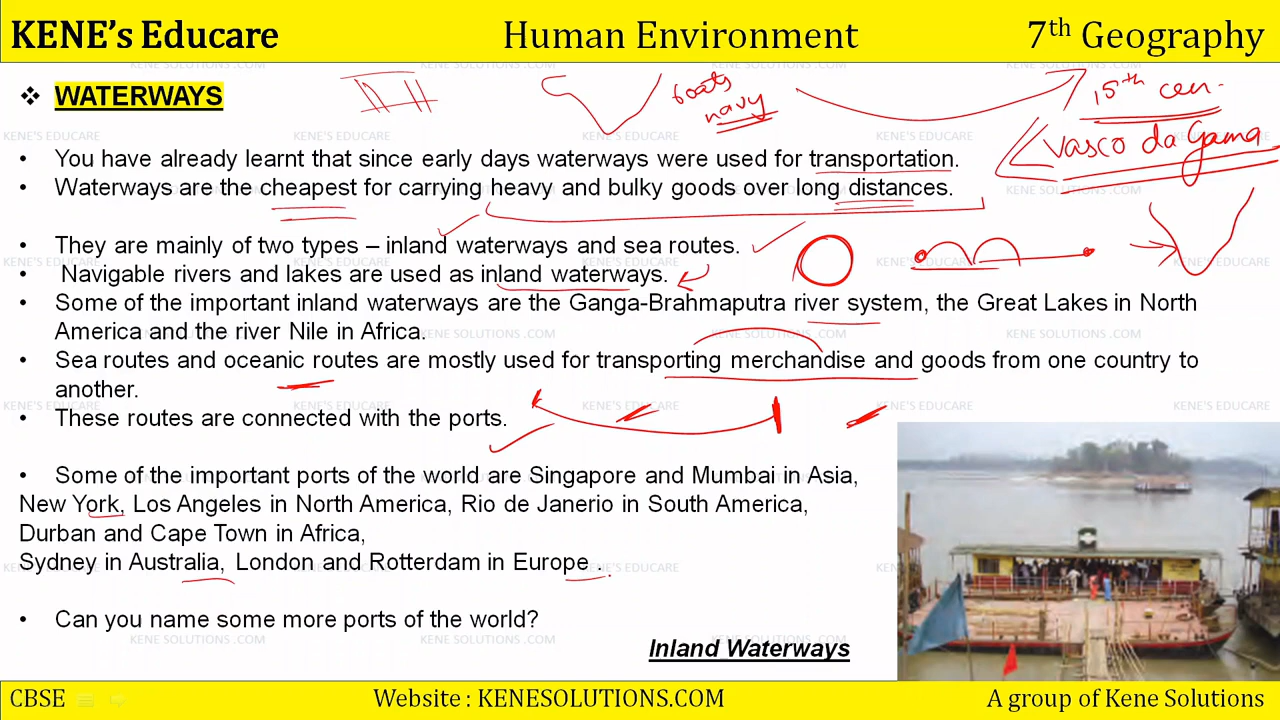 KENE's Educare Human Environment 7th Geography
❖ WATERWAYS
boats
navy
15th cen.
Vasco da Gama
• You have already learnt that since early days waterways were used for transportation.
• Waterways are the cheapest for carrying heavy and bulky goods over long distances.
• They are mainly of two types – inland waterways and sea routes.
• Navigable rivers and lakes are used as inland waterways.
• Some of the important inland waterways are the Ganga-Brahmaputra river system, the Great Lakes in North
America and the river Nile in Africa.
• Sea routes and oceanic routes are mostly used for transporting merchandise and goods from one country to
another.
• These routes are connected with the ports.
• Some of the important ports of the world are Singapore and Mumbai in Asia,
New York, Los Angeles in North America, Rio de Janerio in South America,
Durban and Cape Town in Africa,
Sydney in Australia, London and Rotterdam in Europe .
• Can you name some more ports of the world?
Inland Waterways
CBSE Website : KENESOLUTIONS.COM A group of Kene Solutions